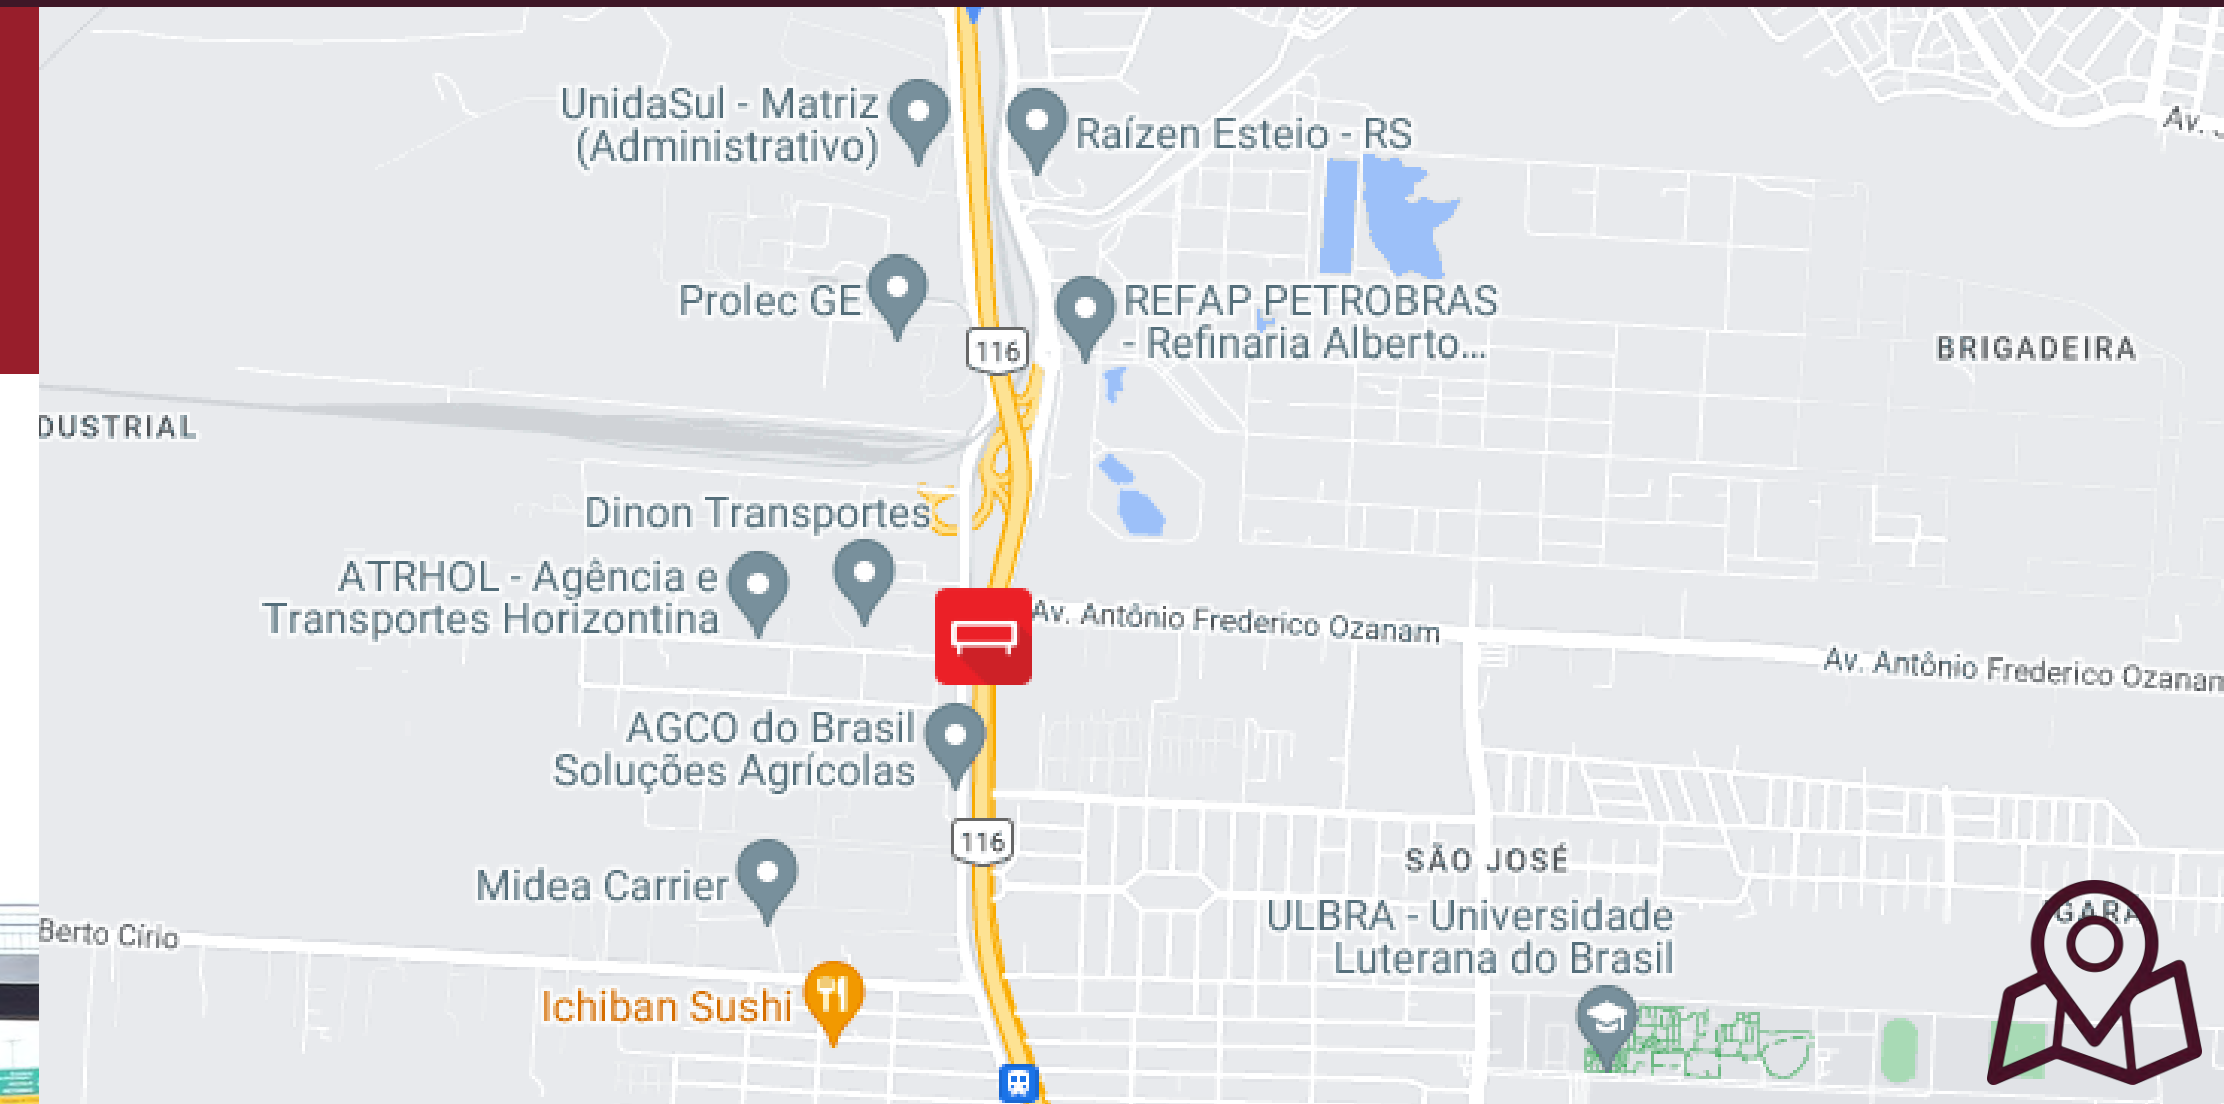 UnidaSul - Matriz
(Administrativo)
Raízen Esteio - RS
Av.
Prolec GE
116
REFAP PETROBRAS
- Refinaria Alberto...
BRIGADEIRA
DUSTRIAL
Dinon Transportes
ATRHOL - Agência e
Transportes Horizontina
Av. Antônio Frederico Ozanam
Av. Antônio Frederico Ozanam
AGCO do Brasil
Soluções Agrícolas
116
SÃO JOSÉ
Midea Carrier
ULBRA - Universidade
Luterana do Brasil
Berto Círio
Ichiban Sushi